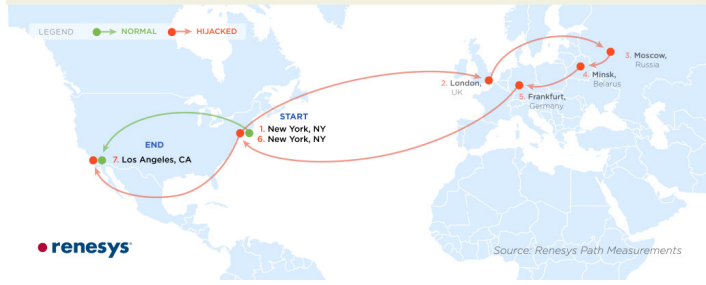 LEGEND NORMAL HIJACKED
3. Moscow,
Russia
2. London,
UK
4. Minsk,
Belarus
5. Frankfurt,
Germany
START
1. New York, NY
6. New York, NY
END
7. Los Angeles, CA
renesys
Source: Renesys Path Measurements